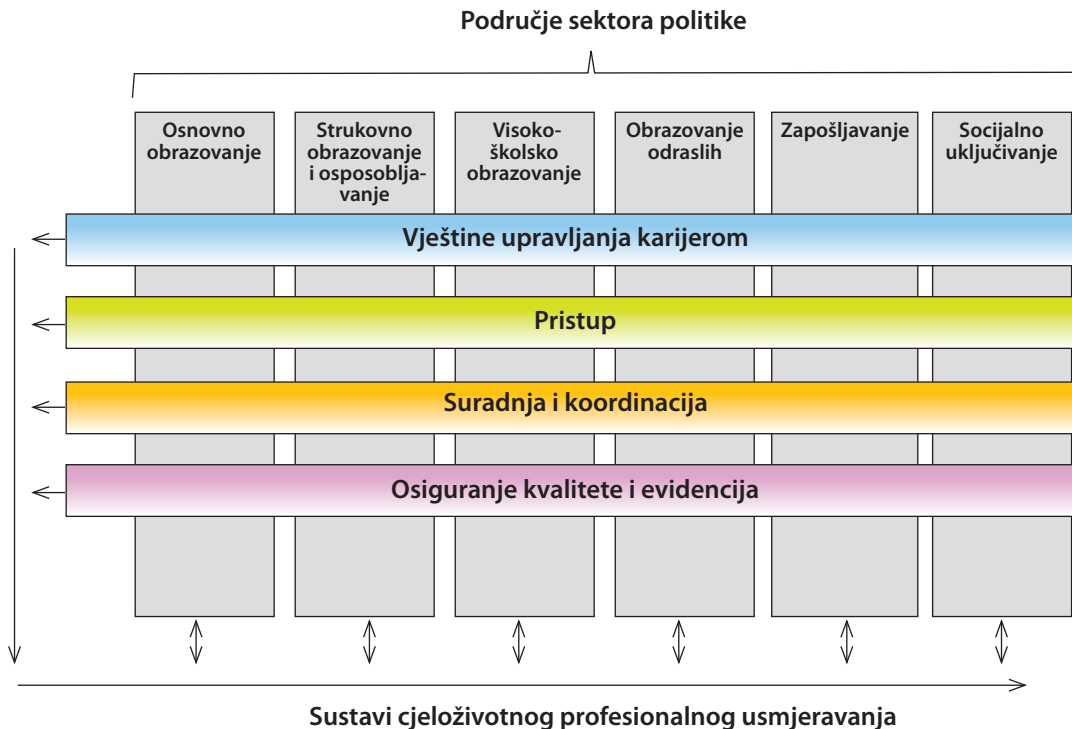 Područje sektora politike
Osnovno
obrazovanje
Strukovno
obrazovanje
i osposoblja-
vanje
Visoko-
školsko
obrazovanje
Obrazovanje
odraslih
Zapošljavanje
Socijalno
uključivanje
Vještine upravljanja karijerom
Pristup
Suradnja i koordinacija
Osiguranje kvalitete i evidencija
Sustavi cjeloživotnog profesionalnog usmjeravanja